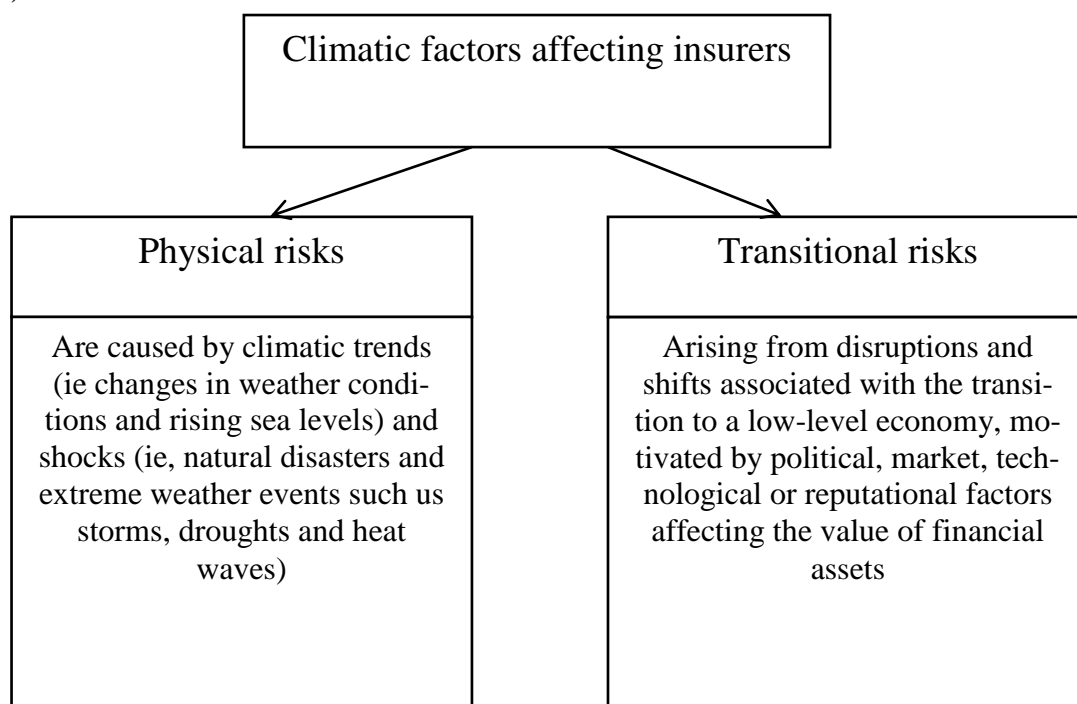 )
Climatic factors affecting insurers
Physical risks
Are caused by climatic trends
(ie changes in weather condi-
tions and rising sea levels) and
shocks (ie, natural disasters and
extreme weather events such us
storms, droughts and heat
waves)
Transitional risks
Arising from disruptions and
shifts associated with the transi-
tion to a low-level economy, mo-
tivated by political, market, tech-
nological or reputational factors
affecting the value of financial
assets